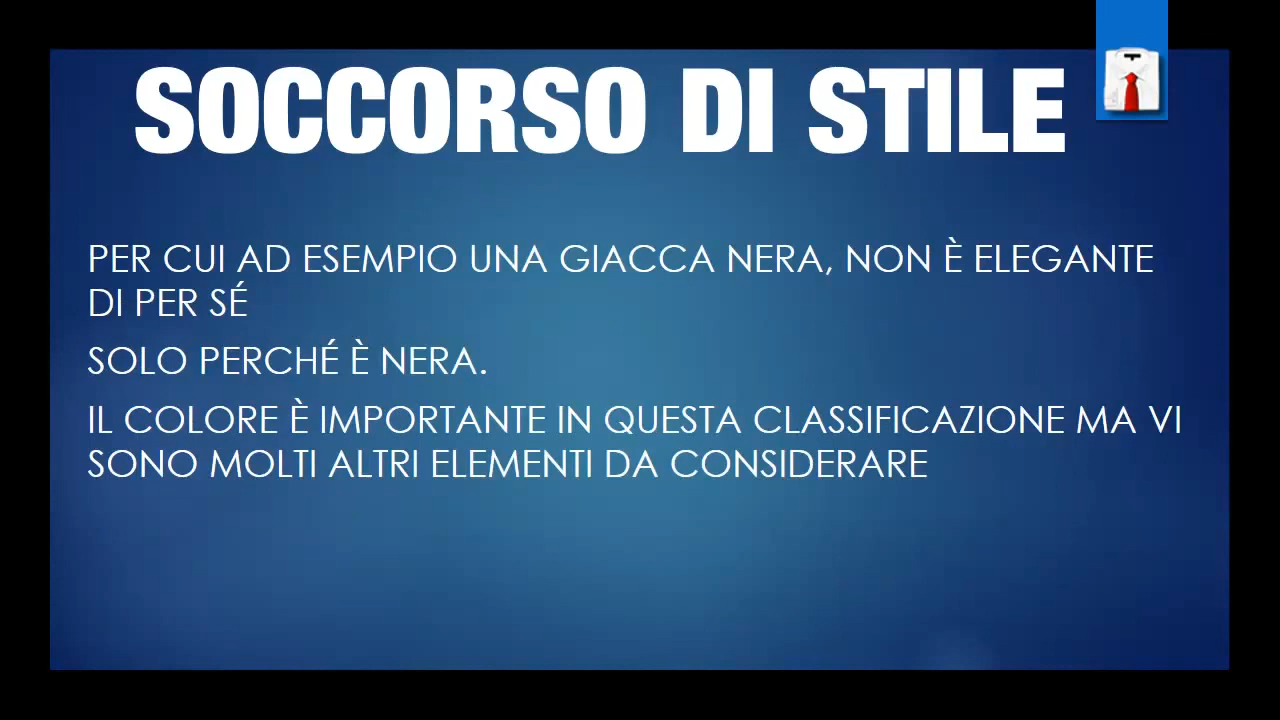 SOCCORSO DI STILE
PER CUI AD ESEMPIO UNA GIACCA NERA, NON È ELEGANTE
DI PER SÉ
SOLO PERCHÉ È NERA.
IL COLORE È IMPORTANTE IN QUESTA CLASSIFICAZIONE MA VI
SONO MOLTI ALTRI ELEMENTI DA CONSIDERARE